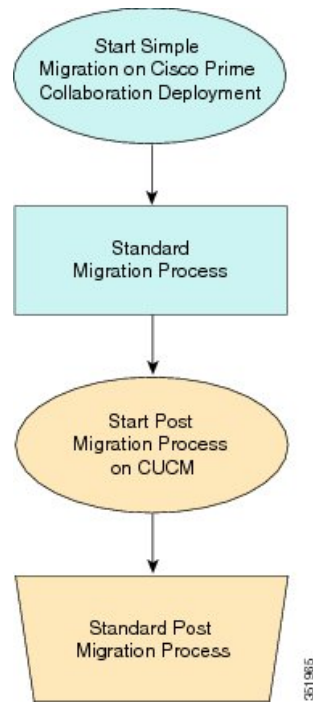 Start Simple
Migration on Cisco Prime
Collaboration Deployment
Standard
Migration Process
Start Post
Migration Process
on CUCM
Standard Post
Migration Process
351965